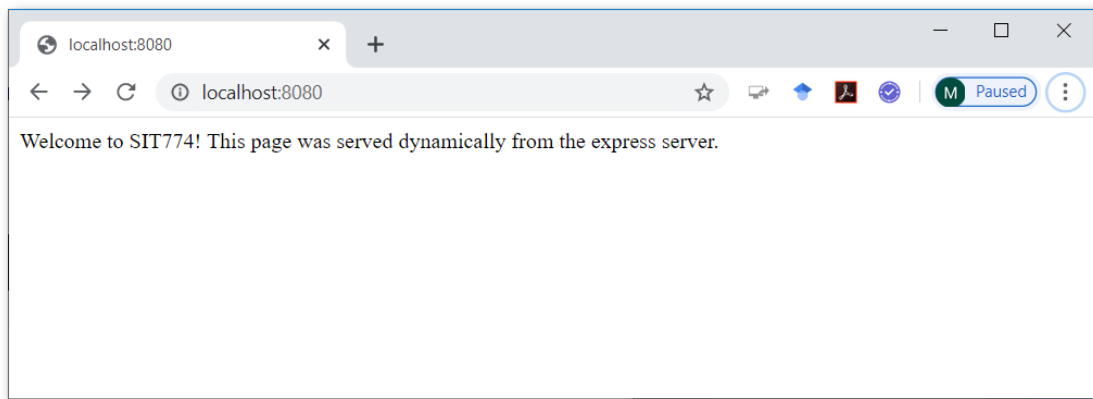 localhost:8080
localhost:8080
M Paused
Welcome to SIT774! This page was served dynamically from the express server.